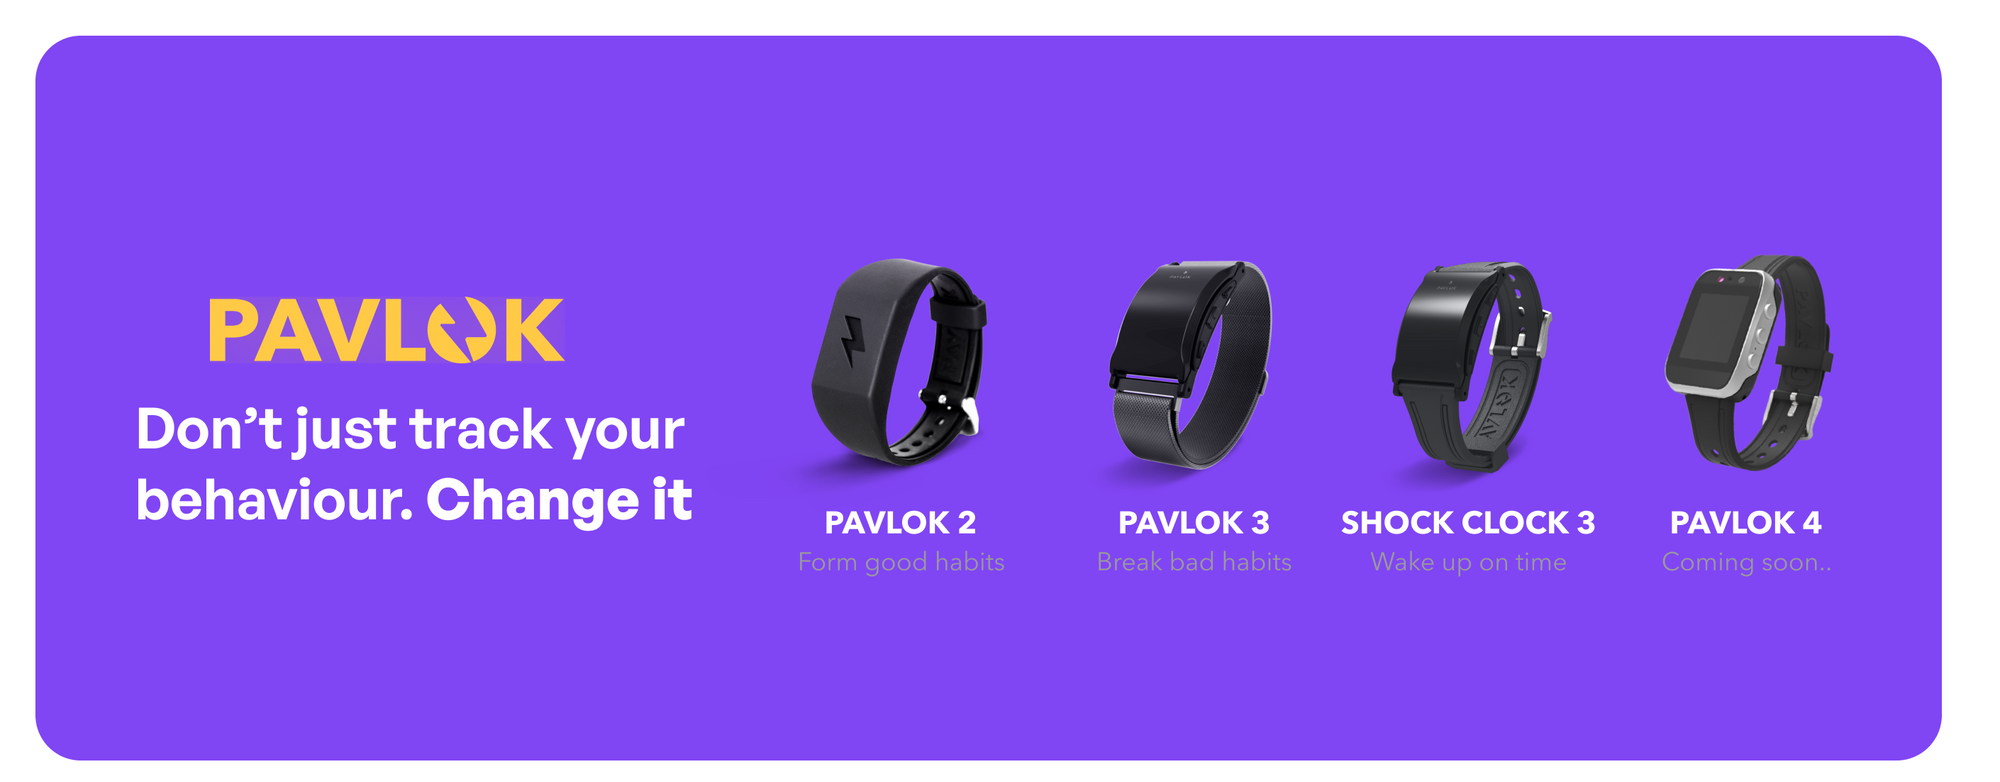 PAVLOK
Don’t just track your
behaviour. Change it
PAVLOK 2
Form good habits
PAVLOK 3
Break bad habits
SHOCK CLOCK 3
Wake up on time
PAVLOK 4
Coming soon..